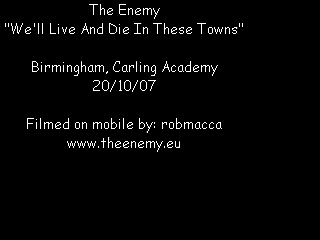 The Enemy
"We'll Live And Die In These Towns"
Birmingham, Carling Academy
20/10/07
Filmed on mobile by: robmacca
www.theenemy.eu